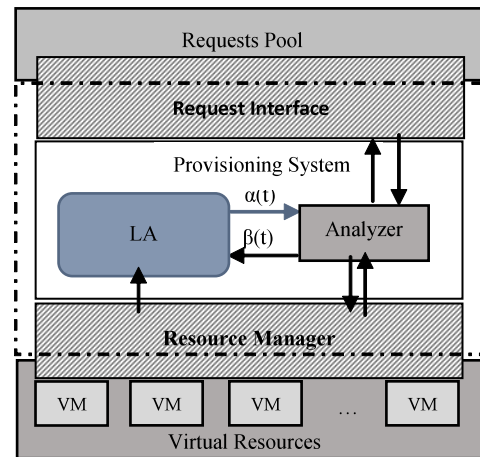 Requests Pool
Request Interface
Provisioning System
α(t)
LA
β(t)
Analyzer
Resource Manager
VM VM VM ... VM
Virtual Resources